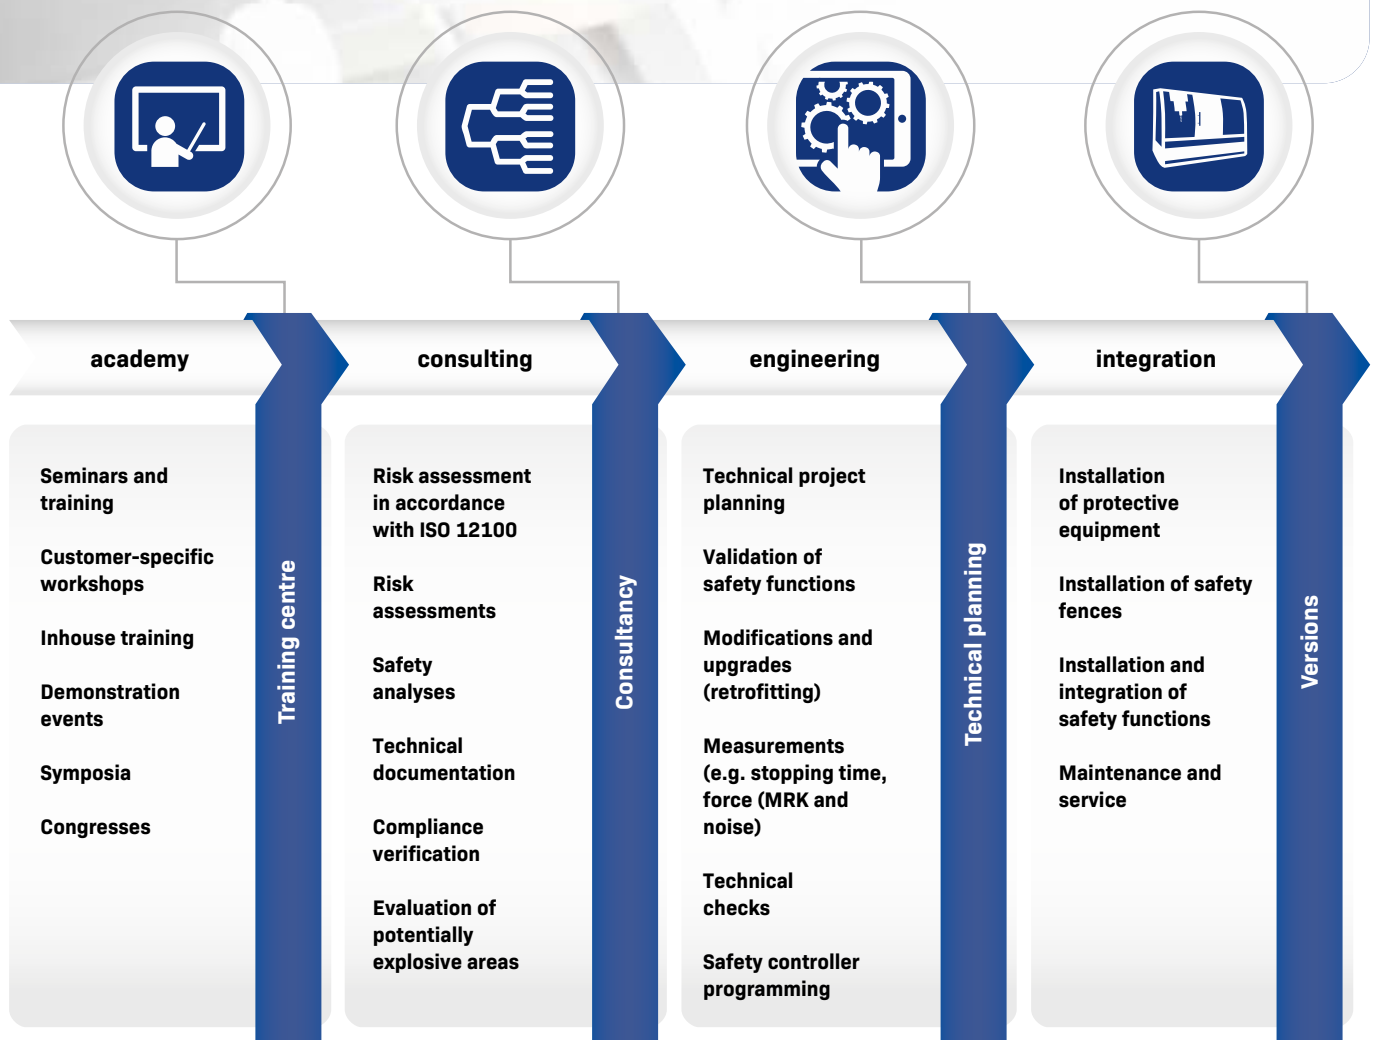 academy
Seminars and
training
Customer-specific
workshops
Inhouse training
Demonstration
events
Symposia
Congresses
Training centre
consulting
Risk assessment
in accordance
with ISO 12100
Risk
assessments
Safety
analyses
Technical
documentation
Compliance
verification
Evaluation of
potentially
explosive areas
Consultancy
engineering
Technical project
planning
Validation of
safety functions
Modifications and
upgrades
(retrofitting)
Measurements
(e.g. stopping time,
force (MRK and
noise)
Technical
checks
Safety controller
programming
Technical planning
integration
Installation
of protective
equipment
Installation of safety
fences
Installation and
integration of
safety functions
Maintenance and
service
Versions